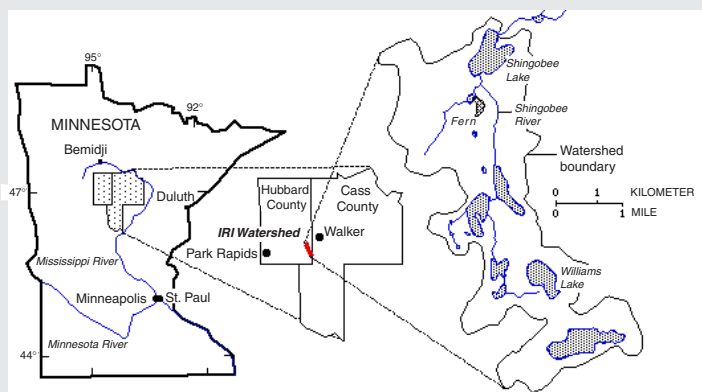 95°
92°
MINNESOTA
Bemidji
47°
Duluth
Mississippi River
Minneapolis
St. Paul
Minnesota River
44°
Hubbard
County
Cass
County
IRI Watershed
Walker
Park Rapids
Shingobee
Lake
Fern
Shingobee
River
Watershed
boundary
0 1 KILOMETER
0 1 MILE
Williams
Lake